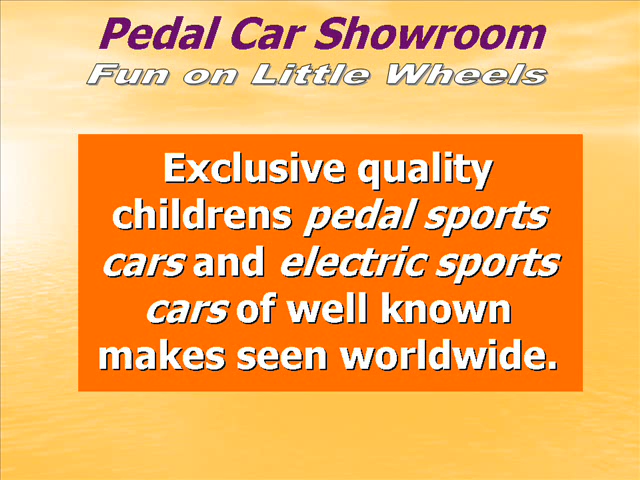 Pedal Car Showroom
Fun on Little Wheels
Exclusive quality
childrens pedal sports
cars and electric sports
cars of well known
makes seen worldwide.